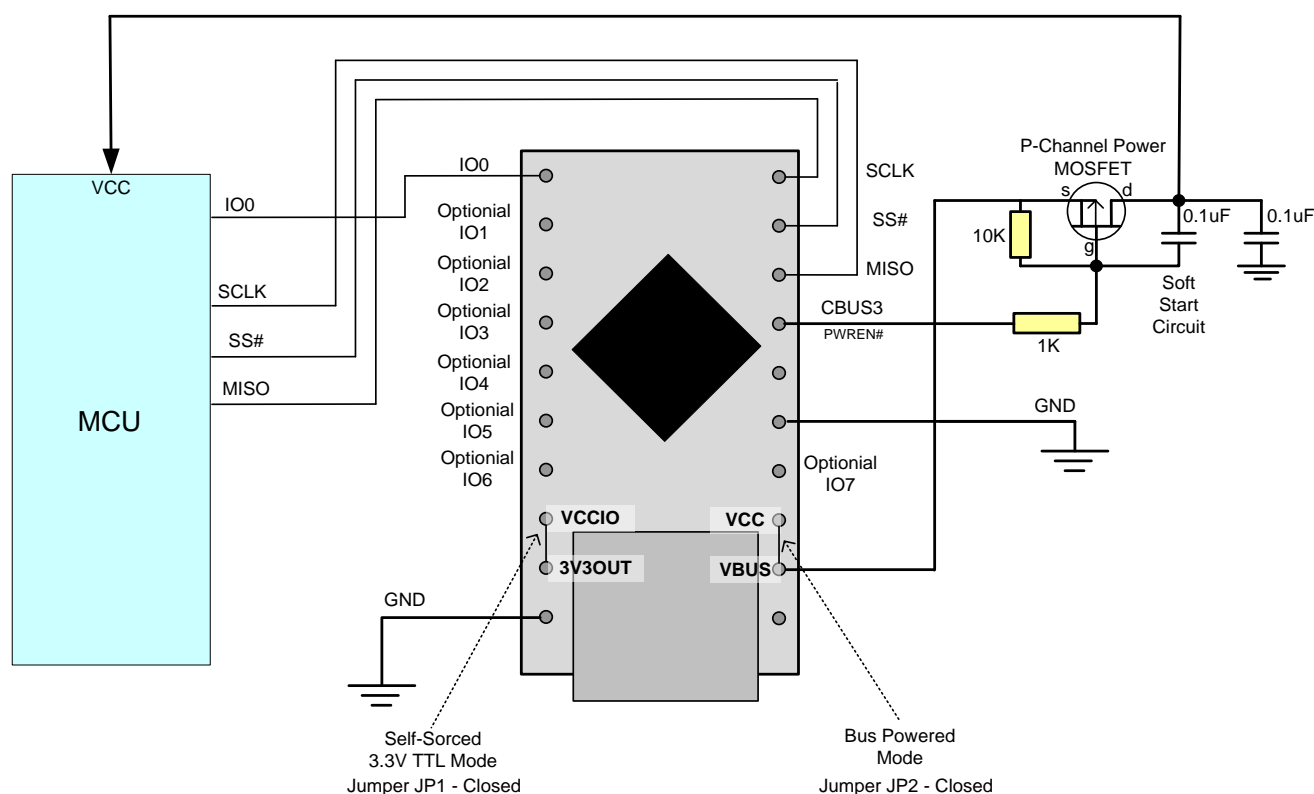 P-Channel Power
MOSFET
s
d
g
0.1uF
0.1uF
10K
Soft
Start
Circuit
1K
VCC
IO0
SCLK
SS#
MISO
MCU
IO0
Optionial
IO1
Optionial
IO2
Optionial
IO3
Optionial
IO4
Optionial
IO5
Optionial
IO6
VCCIO
3V3OUT
GND
SCLK
SS#
MISO
CBUS3
PWREN#
GND
Optionial
IO7
VCC
VBUS
Self-Sorced
3.3V TTL Mode
Jumper JP1 - Closed
Bus Powered
Mode
Jumper JP2 - Closed